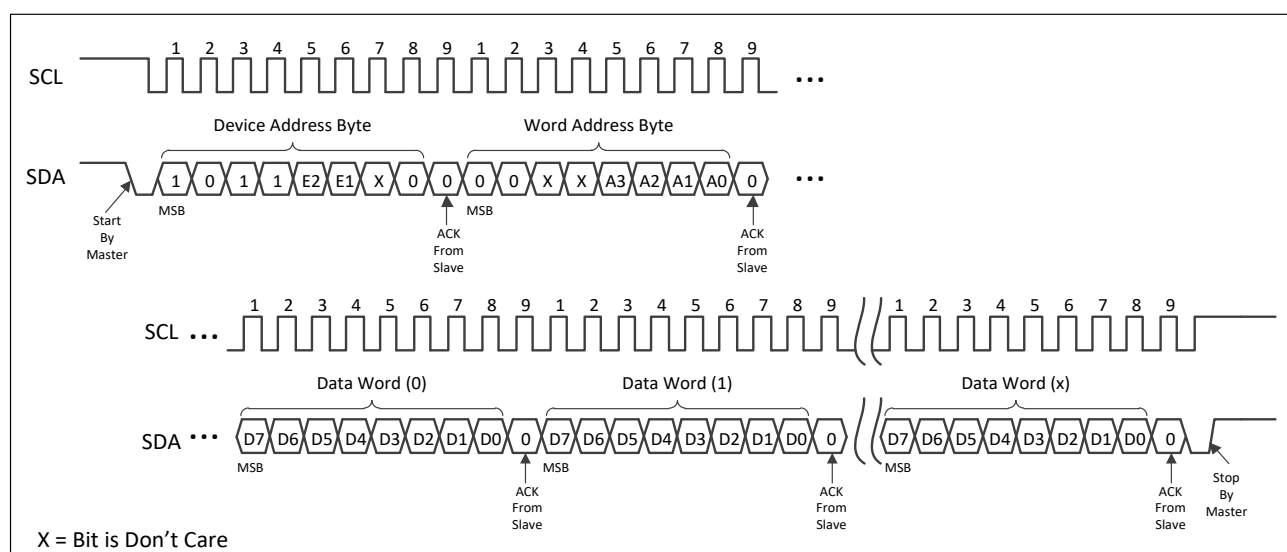 1 2 3 4 5 6 7 8 9 1 2 3 4 5 6 7 8 9
SCL
Device Address Byte Word Address Byte
SDA 1 0 1 1 E2 E1 X 0 0 0 0 X X A3 A2 A1 A0 0
MSB MSB
Start
By
Master
ACK
From
Slave
ACK
From
Slave
1 2 3 4 5 6 7 8 9 1 2 3 4 5 6 7 8 9 1 2 3 4 5 6 7 8 9
SCL
Data Word (0) Data Word (1) Data Word (x)
SDA D7 D6 D5 D4 D3 D2 D1 D0 0 D7 D6 D5 D4 D3 D2 D1 D0 0 D7 D6 D5 D4 D3 D2 D1 D0 0
MSB MSB MSB
ACK
From
Slave
ACK
From
Slave
ACK
From
Slave
Stop
By
Master
X = Bit is Don’t Care